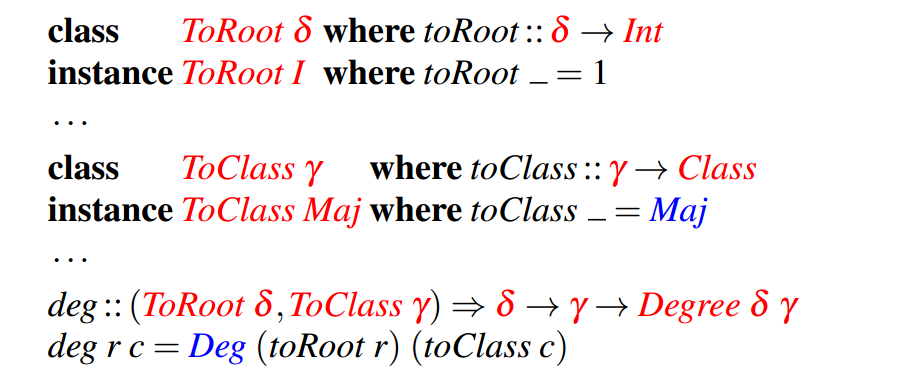 class ToRoot δ where toRoot :: δ → Int
instance ToRoot I where toRoot _ = 1
...
class ToClass γ where toClass :: γ → Class
instance ToClass Maj where toClass _ = Maj
...
deg :: (ToRoot δ, ToClass γ) ⇒ δ → γ → Degree δ γ
deg r c = Deg (toRoot r) (toClass c)